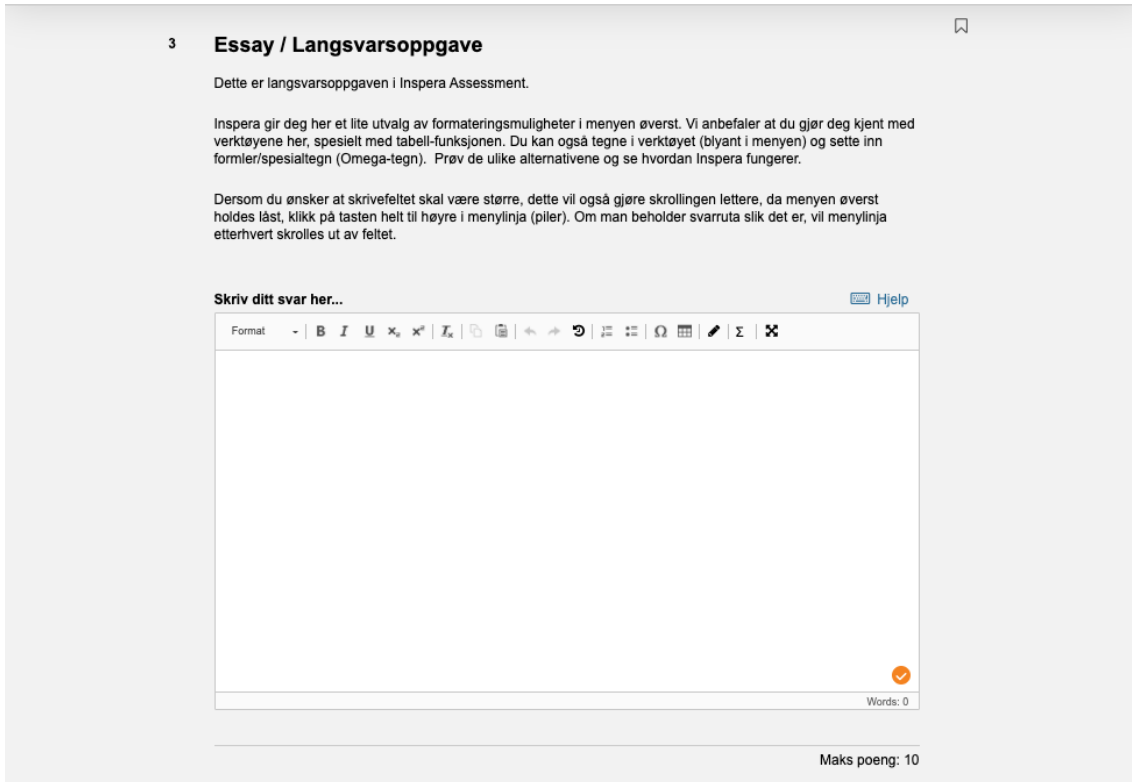 3 Essay / Langsvarsoppgave
Dette er langsvarsoppgaven i Inspera Assessment.
Inspera gir deg her et lite utvalg av formateringsmuligheter i menyen øverst. Vi anbefaler at du gjør deg kjent med
verktøyene her, spesielt med tabell-funksjonen. Du kan også tegne i verktøyet (blyant i menyen) og sette inn
formler/spesialtegn (Omega-tegn).  Prøv de ulike alternativene og se hvordan Inspera fungerer.
Dersom du ønsker at skrivefeltet skal være større, dette vil også gjøre skrollingen lettere, da menyen øverst
holdes låst, klikk på tasten helt til høyre i menylinja (piler). Om man beholder svarruta slik det er, vil menylinja
etterhvert skrolles ut av feltet.
Skriv ditt svar her... Hjelp
Format B I U x₂ xᵃ Iₓ Ω Σ
Words: 0
Maks poeng: 10